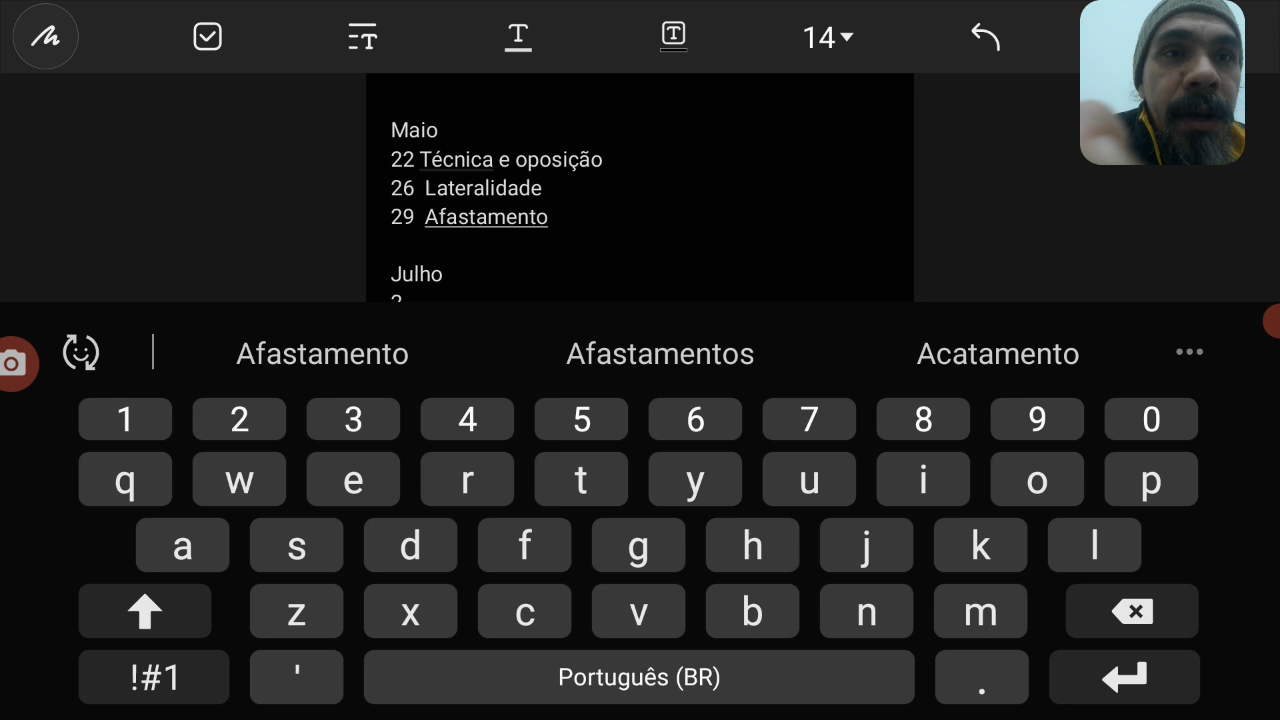 14
Maio
22 Técnica e oposição
26 Lateralidade
29 Afastamento
Julho
Afastamento Afastamentos Acatamento
1 2 3 4 5 6 7 8 9 0
q w e r t y u i o p
a s d f g h j k l
z x c v b n m
!#1 ' Português (BR) .